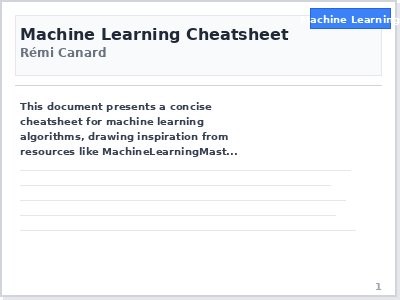 achine Learning
Machine Learning Cheatsheet
Rémi Canard
This document presents a concise
cheatsheet for machine learning
algorithms, drawing inspiration from
resources like MachineLearningMast...
1